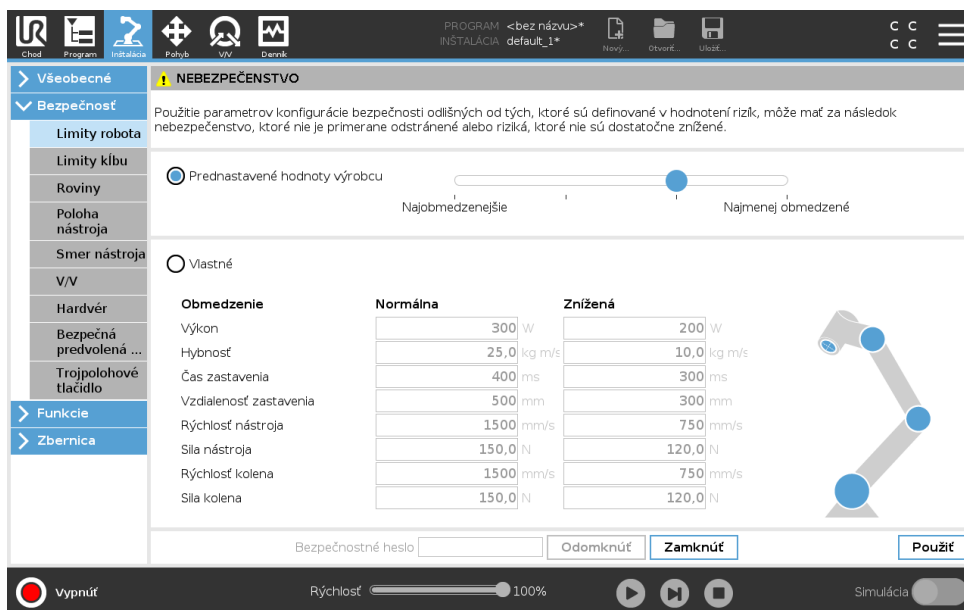 PROGRAM <bez názvu>*
INŠTALÁCIA default_1*
Chod Program Inštalácia Pohyb V/V Denník Nový... Otvoriť... Uložiť...
C C
C C
Všeobecné
Bezpečnosť
Limity robota
Limity kĺbu
Roviny
Poloha
nástroja
Smer nástroja
V/V
Hardvér
Bezpečná
predvolená ...
Trojpolohové
tlačidlo
Funkcie
Zbernica
NEBEZPEČENSTVO
Použitie parametrov konfigurácie bezpečnosti odlišných od tých, ktoré sú definované v hodnotení rizík, môže mať za následok
nebezpečenstvo, ktoré nie je primerane odstránené alebo riziká, ktoré nie sú dostatočne znížené.
Prednastavené hodnoty výrobcu
Najobmedzenejšie Najmenej obmedzené
Vlastné
Obmedzenie Normálna Znížená
Výkon 300 W 200 W
Hybnosť 25,0 kg m/s 10,0 kg m/s
Čas zastavenia 400 ms 300 ms
Vzdialenosť zastavenia 500 mm 300 mm
Rýchlosť nástroja 1500 mm/s 750 mm/s
Sila nástroja 150,0 N 120,0 N
Rýchlosť kolena 1500 mm/s 750 mm/s
Sila kolena 150,0 N 120,0 N
Bezpečnostné heslo Odomknúť Zamknúť Použiť
Vypnúť Rýchlosť 100% Simulácia